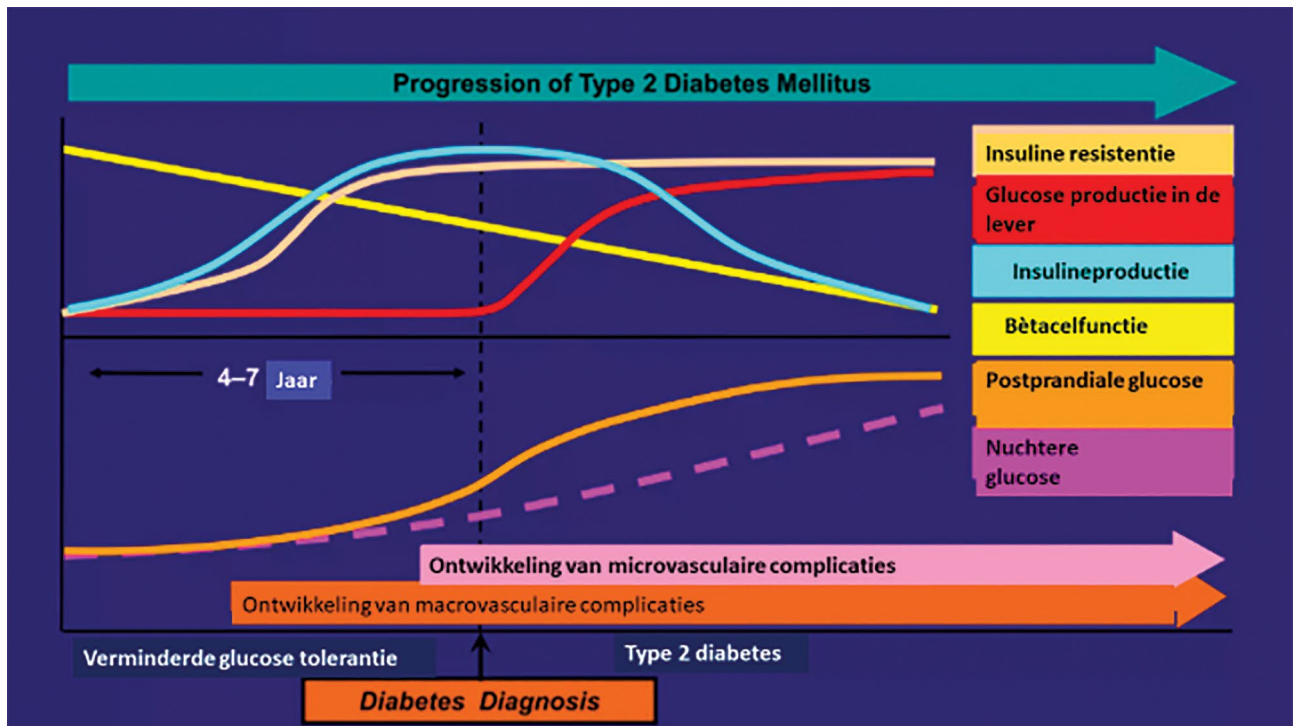 Progression of Type 2 Diabetes Mellitus
Insuline resistentie
Glucose productie in de
lever
Insulineproductie
Bètacelfunctie
4–7 Jaar
Postprandiale glucose
Nuchtere
glucose
Ontwikkeling van microvasculaire complicaties
Ontwikkeling van macrovasculaire complicaties
Verminderde glucose tolerantie
Type 2 diabetes
Diabetes Diagnosis